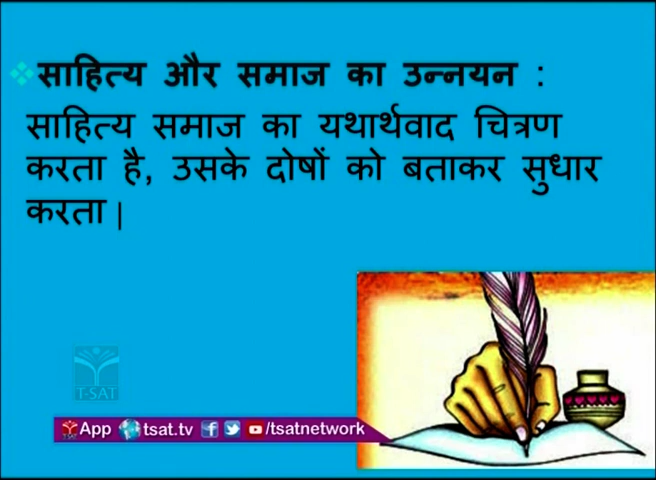 साहित्य और समाज का उन्नयन :
साहित्य समाज का यथार्थवाद चित्रण
करता है, उसके दोषों को बताकर सुधार
करता |
T-SAT
App tsat.tv /tsatnetwork